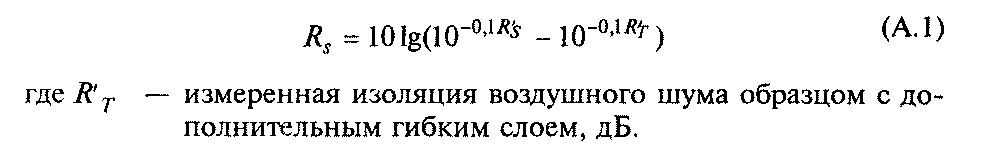 R_s = 10 lg(10^{-0,1R'_S} − 10^{-0,1R'_T}) (А.1)
где R'_T — измеренная изоляция воздушного шума образцом с до-
полнительным гибким слоем, дБ.